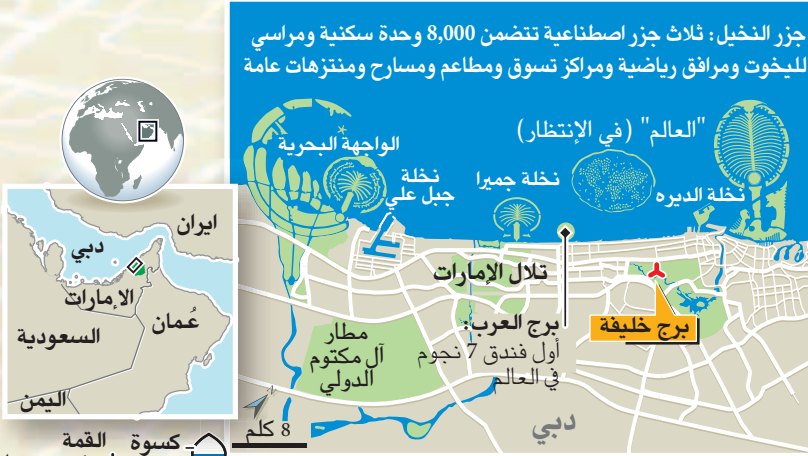 جزر النخيل: ثلاث جزر اصطناعية تتضمن 8,000 وحدة سكنية ومراسي
لليخوت ومرافق رياضية ومراكز تسوق ومطاعم ومسارح ومنتزهات عامة
"العالم" (في الإنتظار)
الواجهة البحرية
نخلة
جبل علي
نخلة جميرا
نخلة الديره
تلال الإمارات
برج خليفة
برج العرب:
أول فندق 7 نجوم
في العالم
مطار
آل مكتوم
الدولي
دبي
8 كلم
N
ايران
دبي
الإمارات
عُمان
السعودية
اليمن
كسوة
القمة